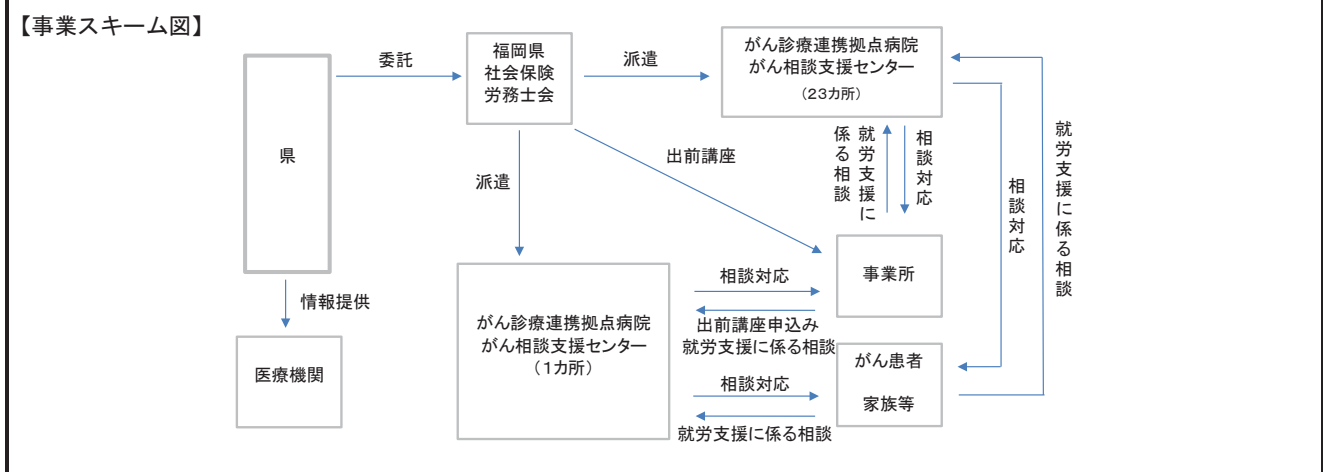 【事業スキーム図】
県
委託
福岡県
社会保険
労務士会
派遣
がん診療連携拠点病院
がん相談支援センター
(23カ所)
就労支援に
係る相談
相談対応
相談対応
就労支援に係る相談
出前講座
派遣
事業所
情報提供
医療機関
がん診療連携拠点病院
がん相談支援センター
(1カ所)
相談対応
出前講座申込み
就労支援に係る相談
相談対応
就労支援に係る相談
がん患者
家族等